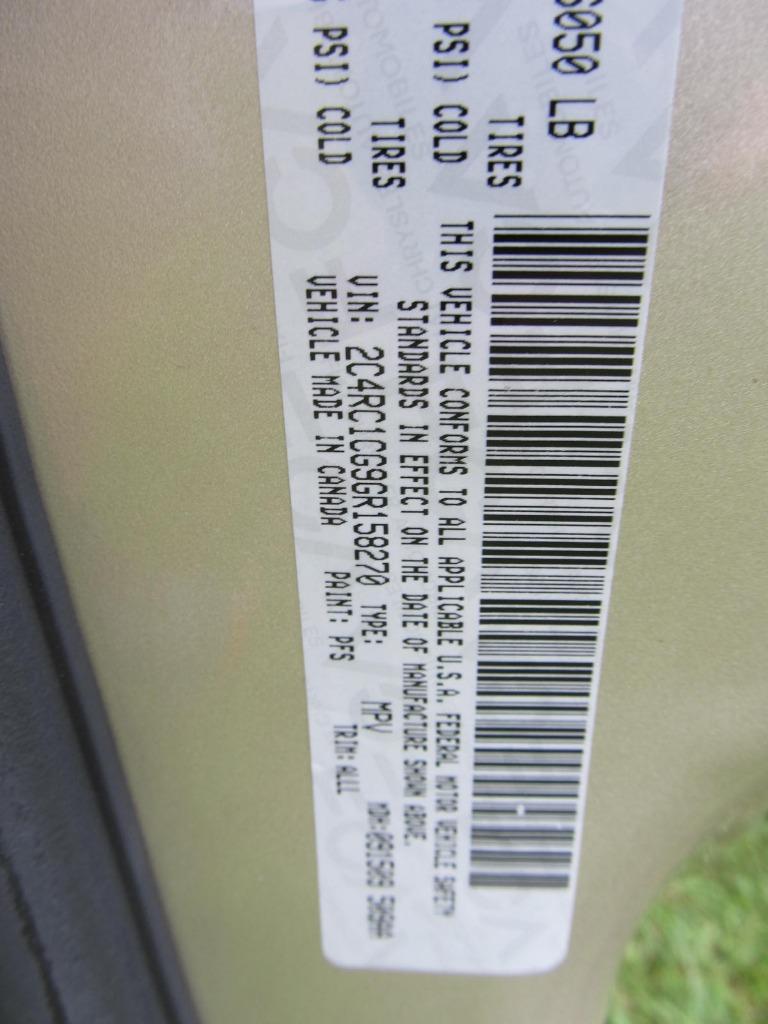 6050 LB
TIRES
PSI) COLD
TIRES
PSI) COLD
THIS VEHICLE CONFORMS TO ALL APPLICABLE U.S.A. FEDERAL MOTOR VEHICLE SAFETY
STANDARDS IN EFFECT ON THE DATE OF MANUFACTURE SHOWN ABOVE.
VIN: 2C4RC1CG9GR158270 TYPE: MPV
VEHICLE MADE IN CANADA PAINT: PFS TRIM: ALL1